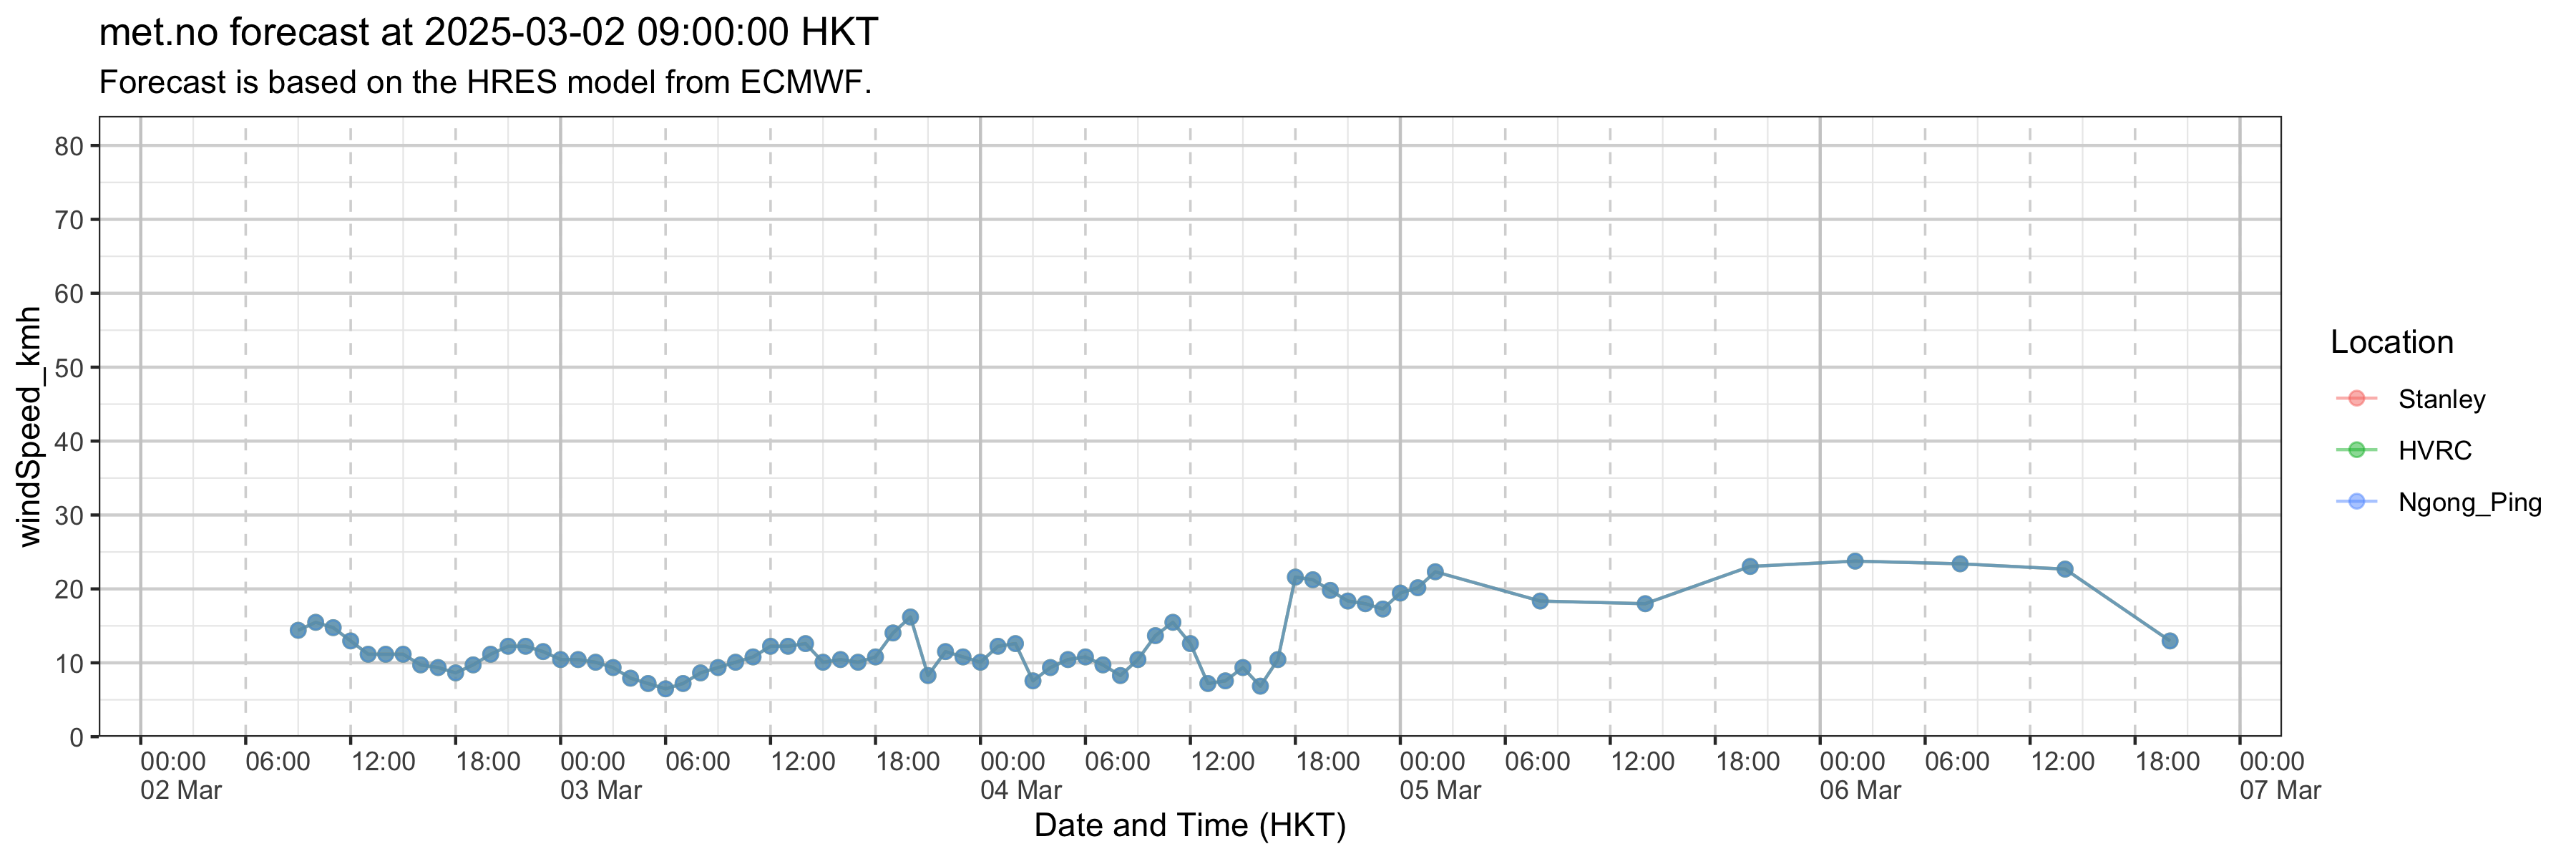 met.no forecast at 2025-03-02 09:00:00 HKT
Forecast is based on the HRES model from ECMWF.
windSpeed_kmh
80
70
60
50
40
30
20
10
0
00:00 06:00 12:00 18:00 00:00 06:00 12:00 18:00 00:00 06:00 12:00 18:00 00:00 06:00 12:00 18:00 00:00 06:00 12:00 18:00 00:00
02 Mar 03 Mar 04 Mar 05 Mar 06 Mar 07 Mar
Date and Time (HKT)
Location
Stanley
HVRC
Ngong_Ping